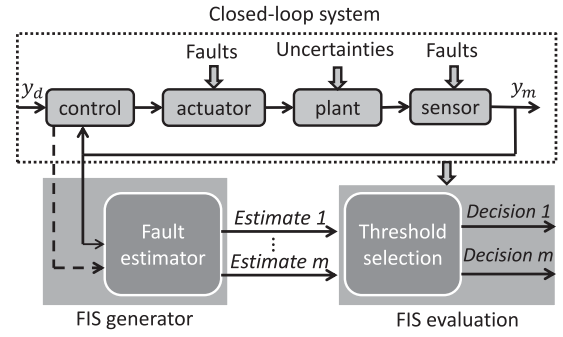 Closed-loop system
Faults
Uncertainties
Faults
y_d
control
actuator
plant
sensor
y_m
Fault
estimator
Estimate 1
⋮
Estimate m
Threshold
selection
Decision 1
Decision m
FIS generator
FIS evaluation